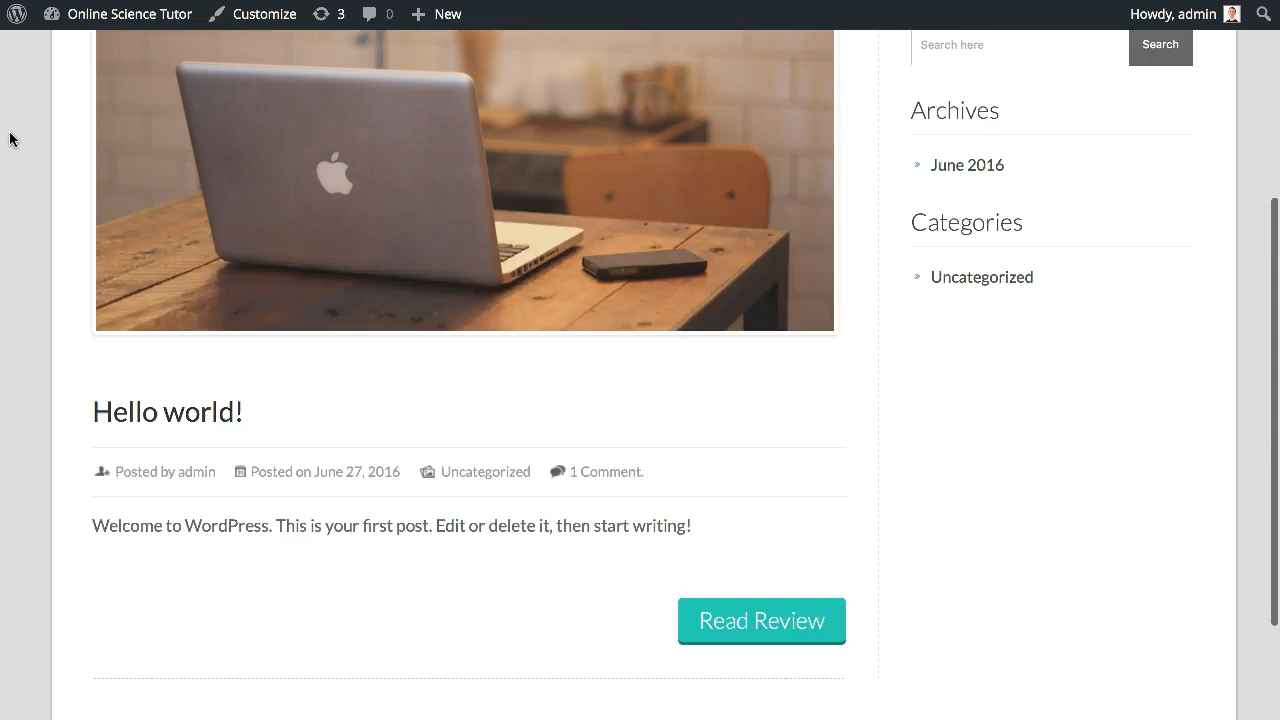 Online Science Tutor Customize 3 0 New Howdy, admin
Search here Search
Archives
» June 2016
Categories
» Uncategorized
Hello world!
Posted by admin Posted on June 27, 2016 Uncategorized 1 Comment.
Welcome to WordPress. This is your first post. Edit or delete it, then start writing!
Read Review